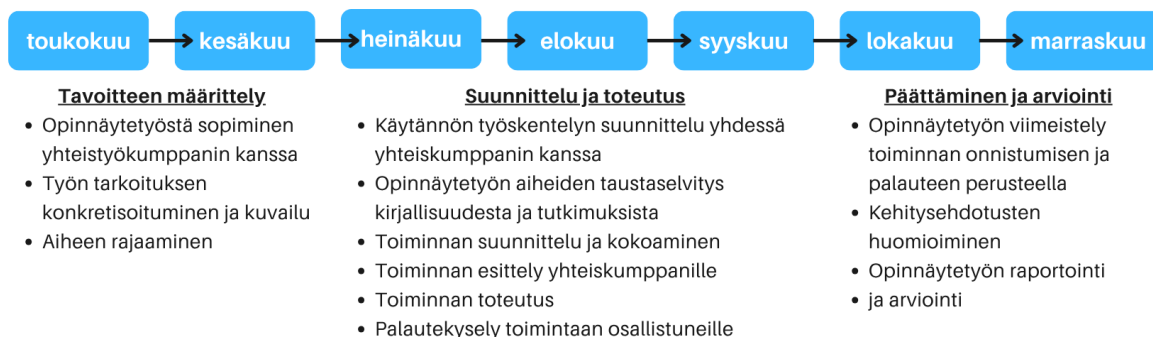 toukokuu
kesäkuu
heinäkuu
elokuu
syyskuu
lokakuu
marraskuu
Tavoitteen määrittely
• Opinnäytetyöstä sopiminen
yhteistyökumppanin kanssa
• Työn tarkoituksen
konkretisoituminen ja kuvailu
• Aiheen rajaaminen
Suunnittelu ja toteutus
• Käytännön työskentelyn suunnittelu yhdessä
yhteiskumppanin kanssa
• Opinnäytetyön aiheiden taustaselvitys
kirjallisuudesta ja tutkimuksista
• Toiminnan suunnittelu ja kokoaminen
• Toiminnan esittely yhteiskumppanille
• Toiminnan toteutus
• Palautekysely toimintaan osallistuneille
Päättäminen ja arviointi
• Opinnäytetyön viimeistely
toiminnan onnistumisen ja
palauteen perusteella
• Kehitysehdotusten
huomioiminen
• Opinnäytetyön raportointi
• ja arviointi